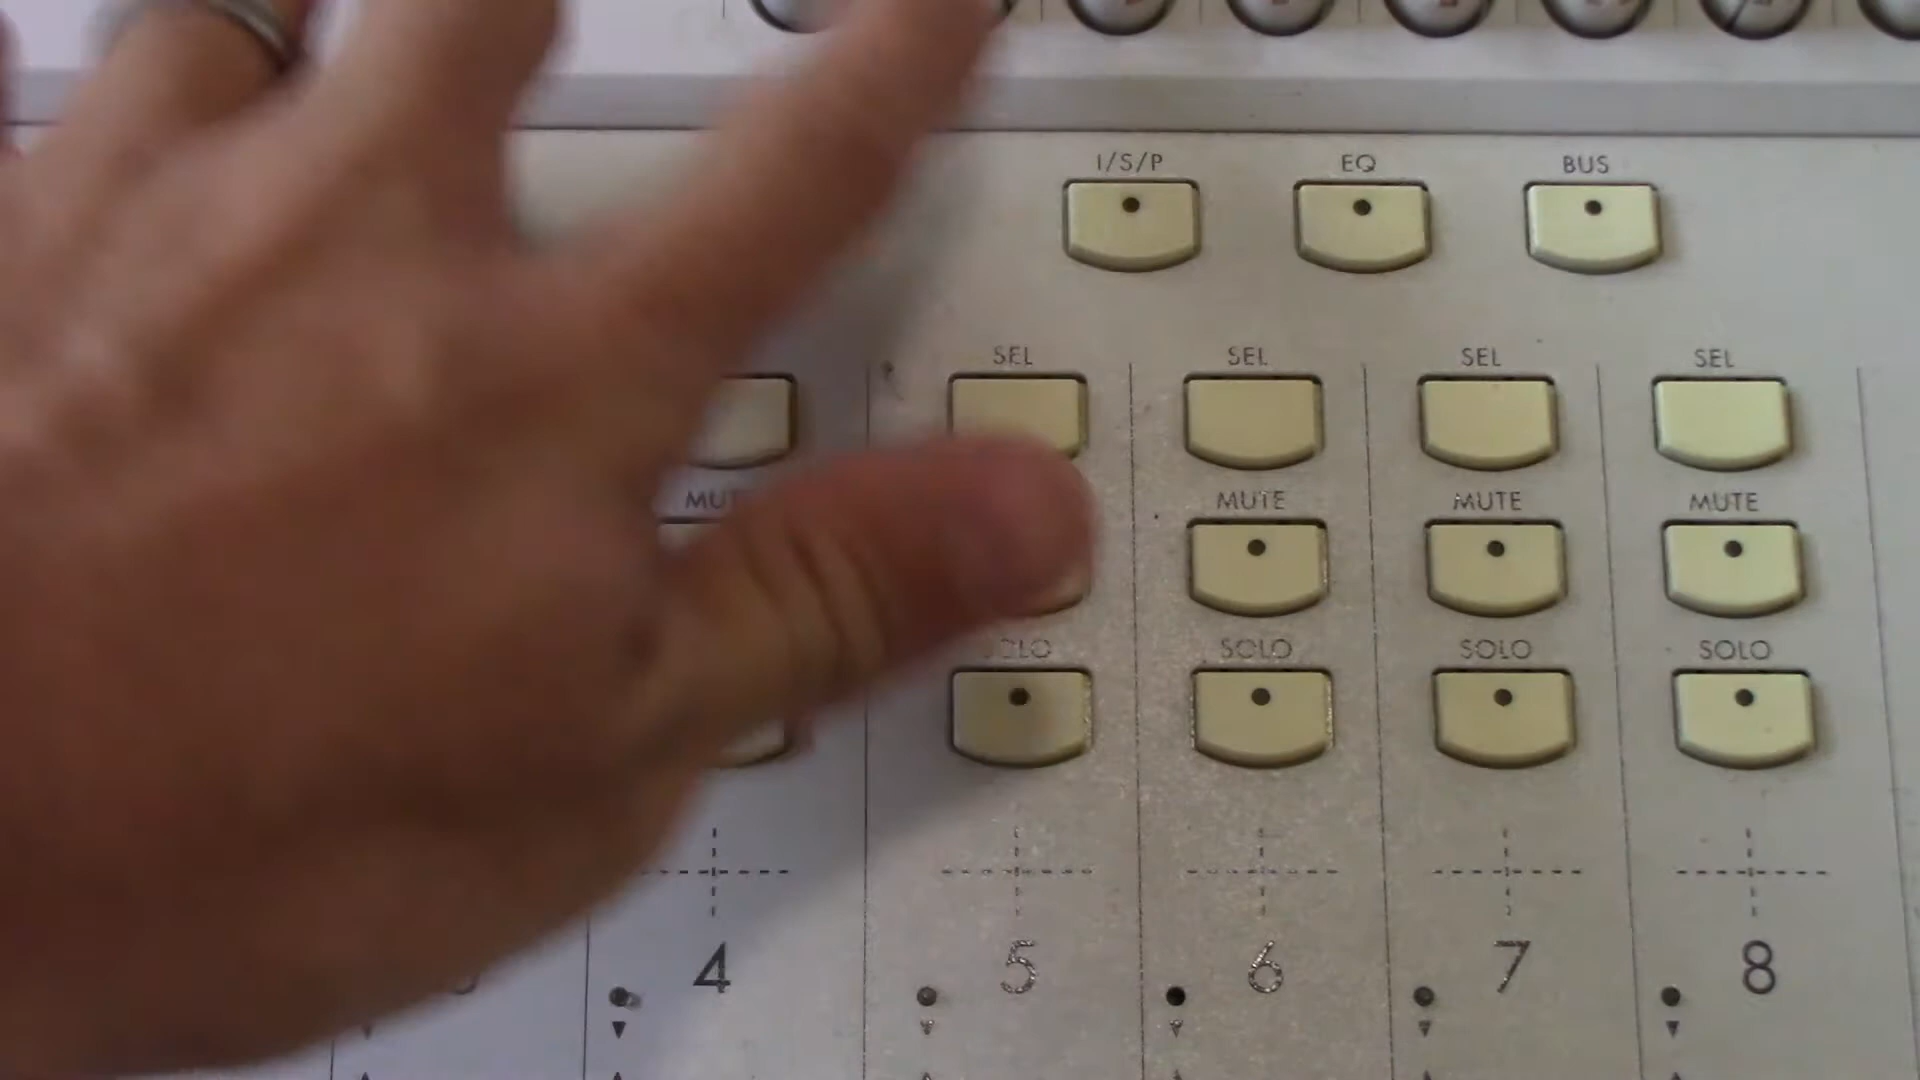 I/S/P EQ BUS
SEL SEL SEL SEL
MUTE MUTE MUTE
SOLO SOLO SOLO
4 5 6 7 8